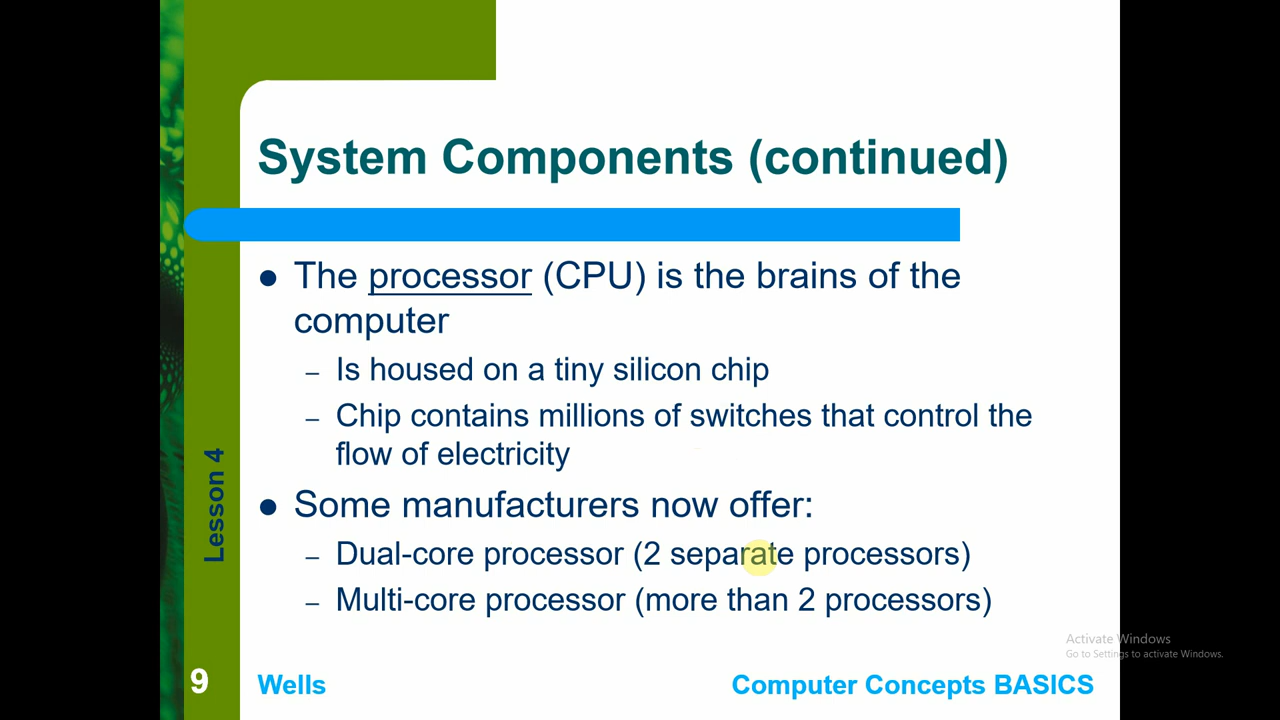 System Components (continued)
● The processor (CPU) is the brains of the
computer
– Is housed on a tiny silicon chip
– Chip contains millions of switches that control the
flow of electricity
● Some manufacturers now offer:
– Dual-core processor (2 separate processors)
– Multi-core processor (more than 2 processors)
Lesson 4
Activate Windows
Go to Settings to activate Windows.
9
Wells
Computer Concepts BASICS